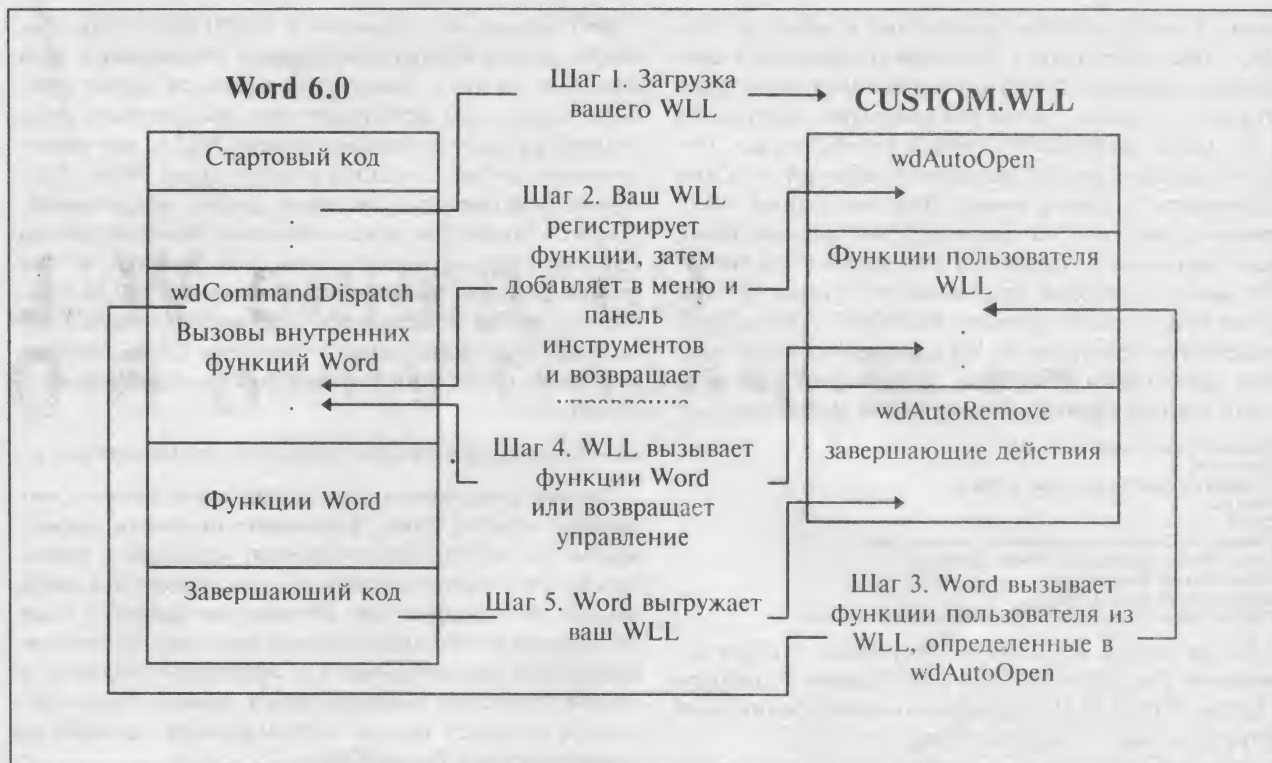 Word 6.0
Стартовый код
wdCommandDispatch
Вызовы внутренних
функций Word
Функции Word
Завершающий код
Шаг 1. Загрузка
вашего WLL
Шаг 2. Ваш WLL
регистрирует
функции, затем
добавляет в меню и
панель
инструментов
и возвращает
Шаг 4. WLL вызывает
функции Word
или возвращает
управление
Шаг 5. Word выгружает
ваш WLL
CUSTOM.WLL
wdAutoOpen
Функции пользователя
WLL
wdAutoRemove
завершающие действия
Шаг 3. Word вызывает
функции пользователя из
WLL, определенные в
wdAutoOpen